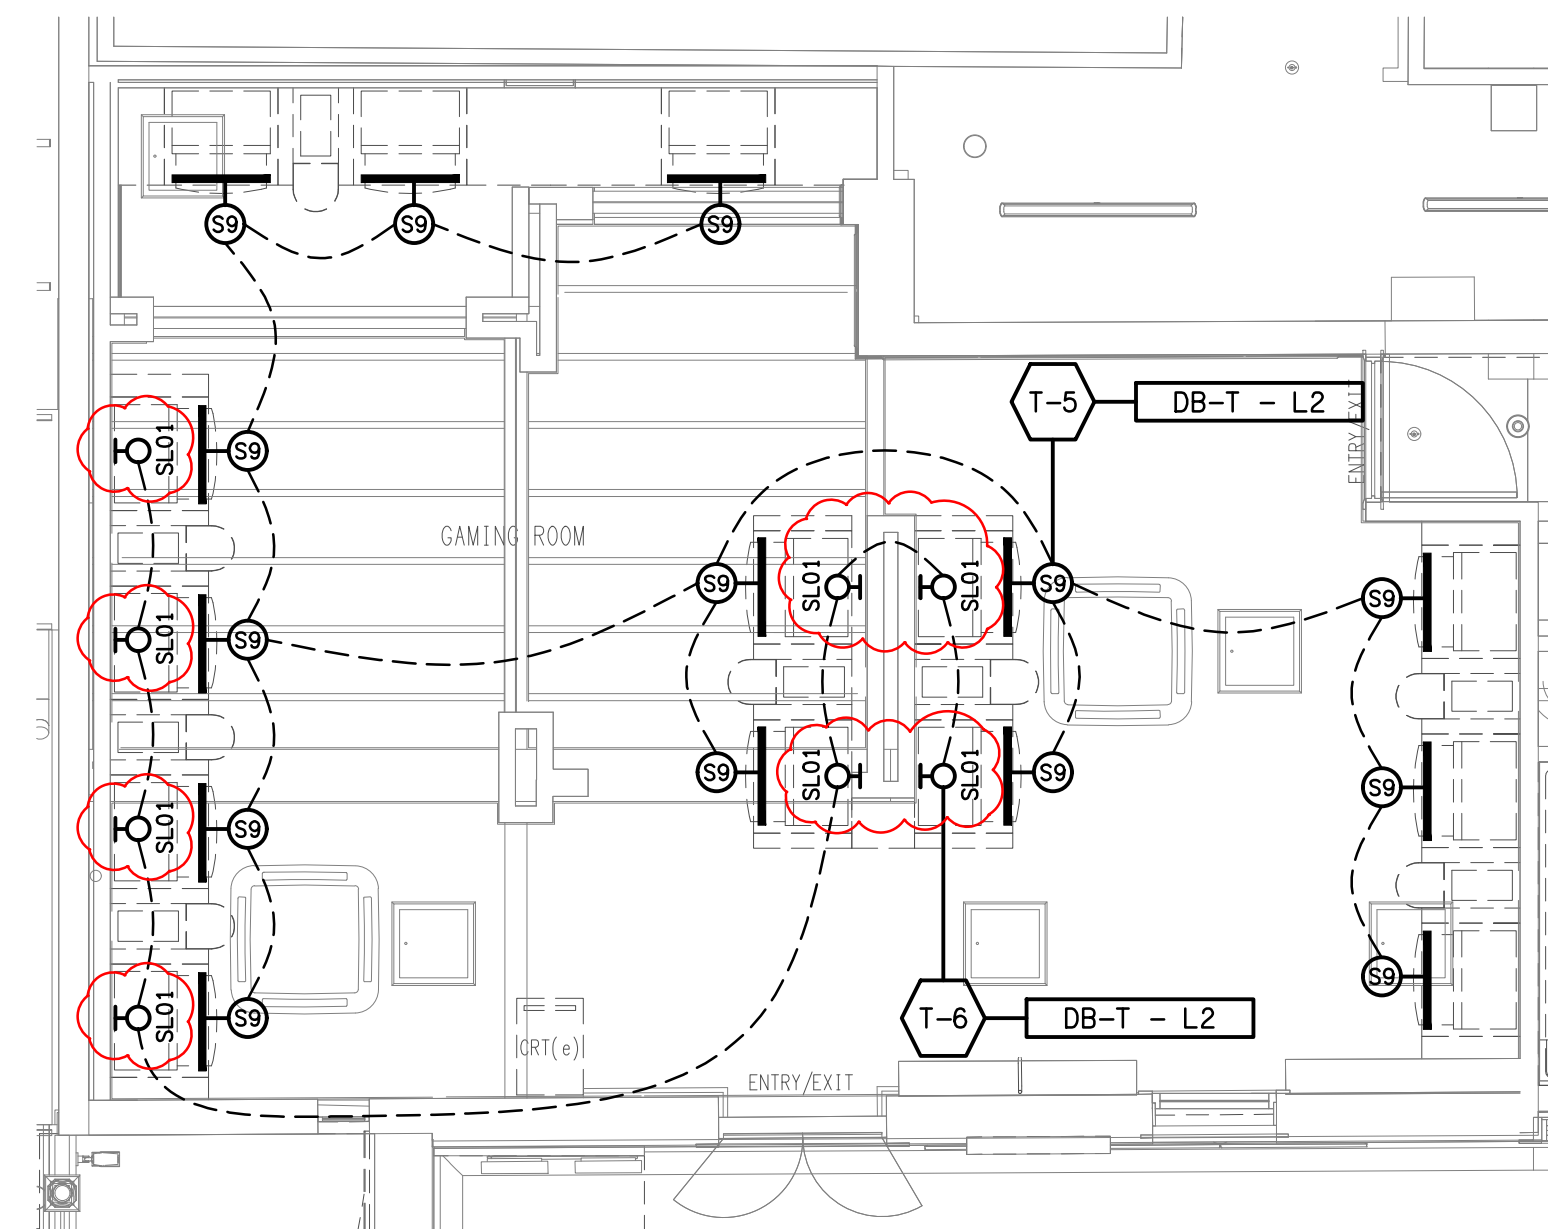 S9 S9 S9
T-5 DB-T - L2
ENTRY/EXIT
SL01 S9
GAMING ROOM
S9 SL01 SL01 S9 S9
SL01 S9
S9 SL01 SL01 S9 S9
SL01 S9
S9
SL01 S9
T-6 DB-T - L2
CRT(e)
ENTRY/EXIT